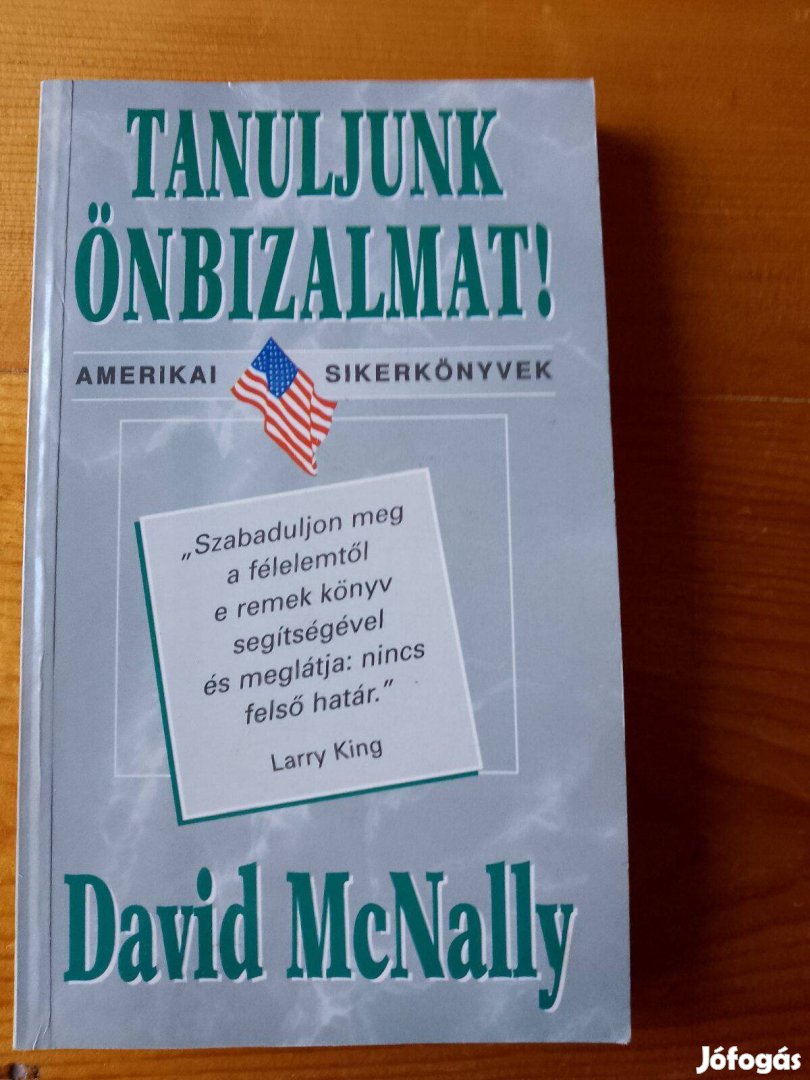 TANULJUNK
ÖNBIZALMAT!
AMERIKAI SIKERKÖNYVEK
„Szabaduljon meg
a félelemtől
e remek könyv
segítségével
és meglátja: nincs
felső határ.”
Larry King
David McNally
Jófogás